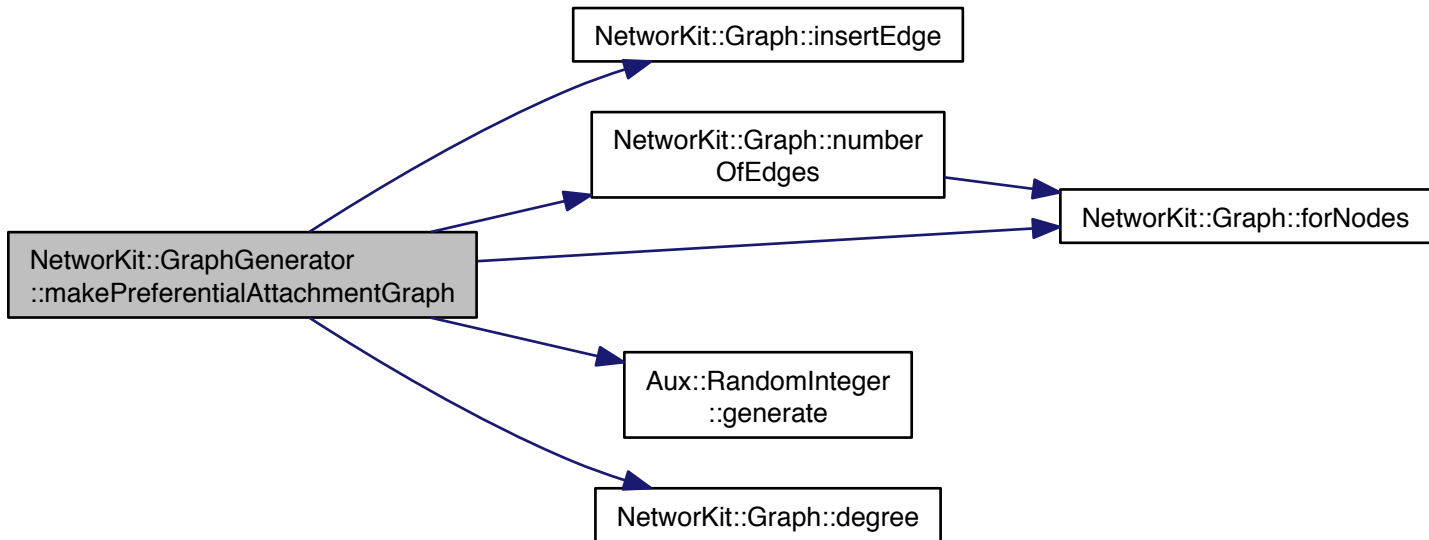 NetworKit::Graph::insertEdge
NetworKit::Graph::number
OfEdges
NetworKit::Graph::forNodes
NetworKit::GraphGenerator
::makePreferentialAttachmentGraph
Aux::RandomInteger
::generate
NetworKit::Graph::degree